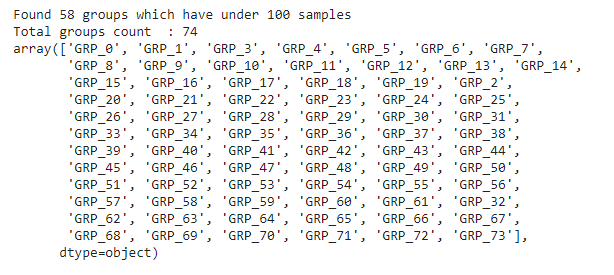 Found 58 groups which have under 100 samples
Total groups count  : 74
array(['GRP_0', 'GRP_1', 'GRP_3', 'GRP_4', 'GRP_5', 'GRP_6', 'GRP_7',
'GRP_8', 'GRP_9', 'GRP_10', 'GRP_11', 'GRP_12', 'GRP_13', 'GRP_14',
'GRP_15', 'GRP_16', 'GRP_17', 'GRP_18', 'GRP_19', 'GRP_2',
'GRP_20', 'GRP_21', 'GRP_22', 'GRP_23', 'GRP_24', 'GRP_25',
'GRP_26', 'GRP_27', 'GRP_28', 'GRP_29', 'GRP_30', 'GRP_31',
'GRP_33', 'GRP_34', 'GRP_35', 'GRP_36', 'GRP_37', 'GRP_38',
'GRP_39', 'GRP_40', 'GRP_41', 'GRP_42', 'GRP_43', 'GRP_44',
'GRP_45', 'GRP_46', 'GRP_47', 'GRP_48', 'GRP_49', 'GRP_50',
'GRP_51', 'GRP_52', 'GRP_53', 'GRP_54', 'GRP_55', 'GRP_56',
'GRP_57', 'GRP_58', 'GRP_59', 'GRP_60', 'GRP_61', 'GRP_32',
'GRP_62', 'GRP_63', 'GRP_64', 'GRP_65', 'GRP_66', 'GRP_67',
'GRP_68', 'GRP_69', 'GRP_70', 'GRP_71', 'GRP_72', 'GRP_73'],
dtype=object)